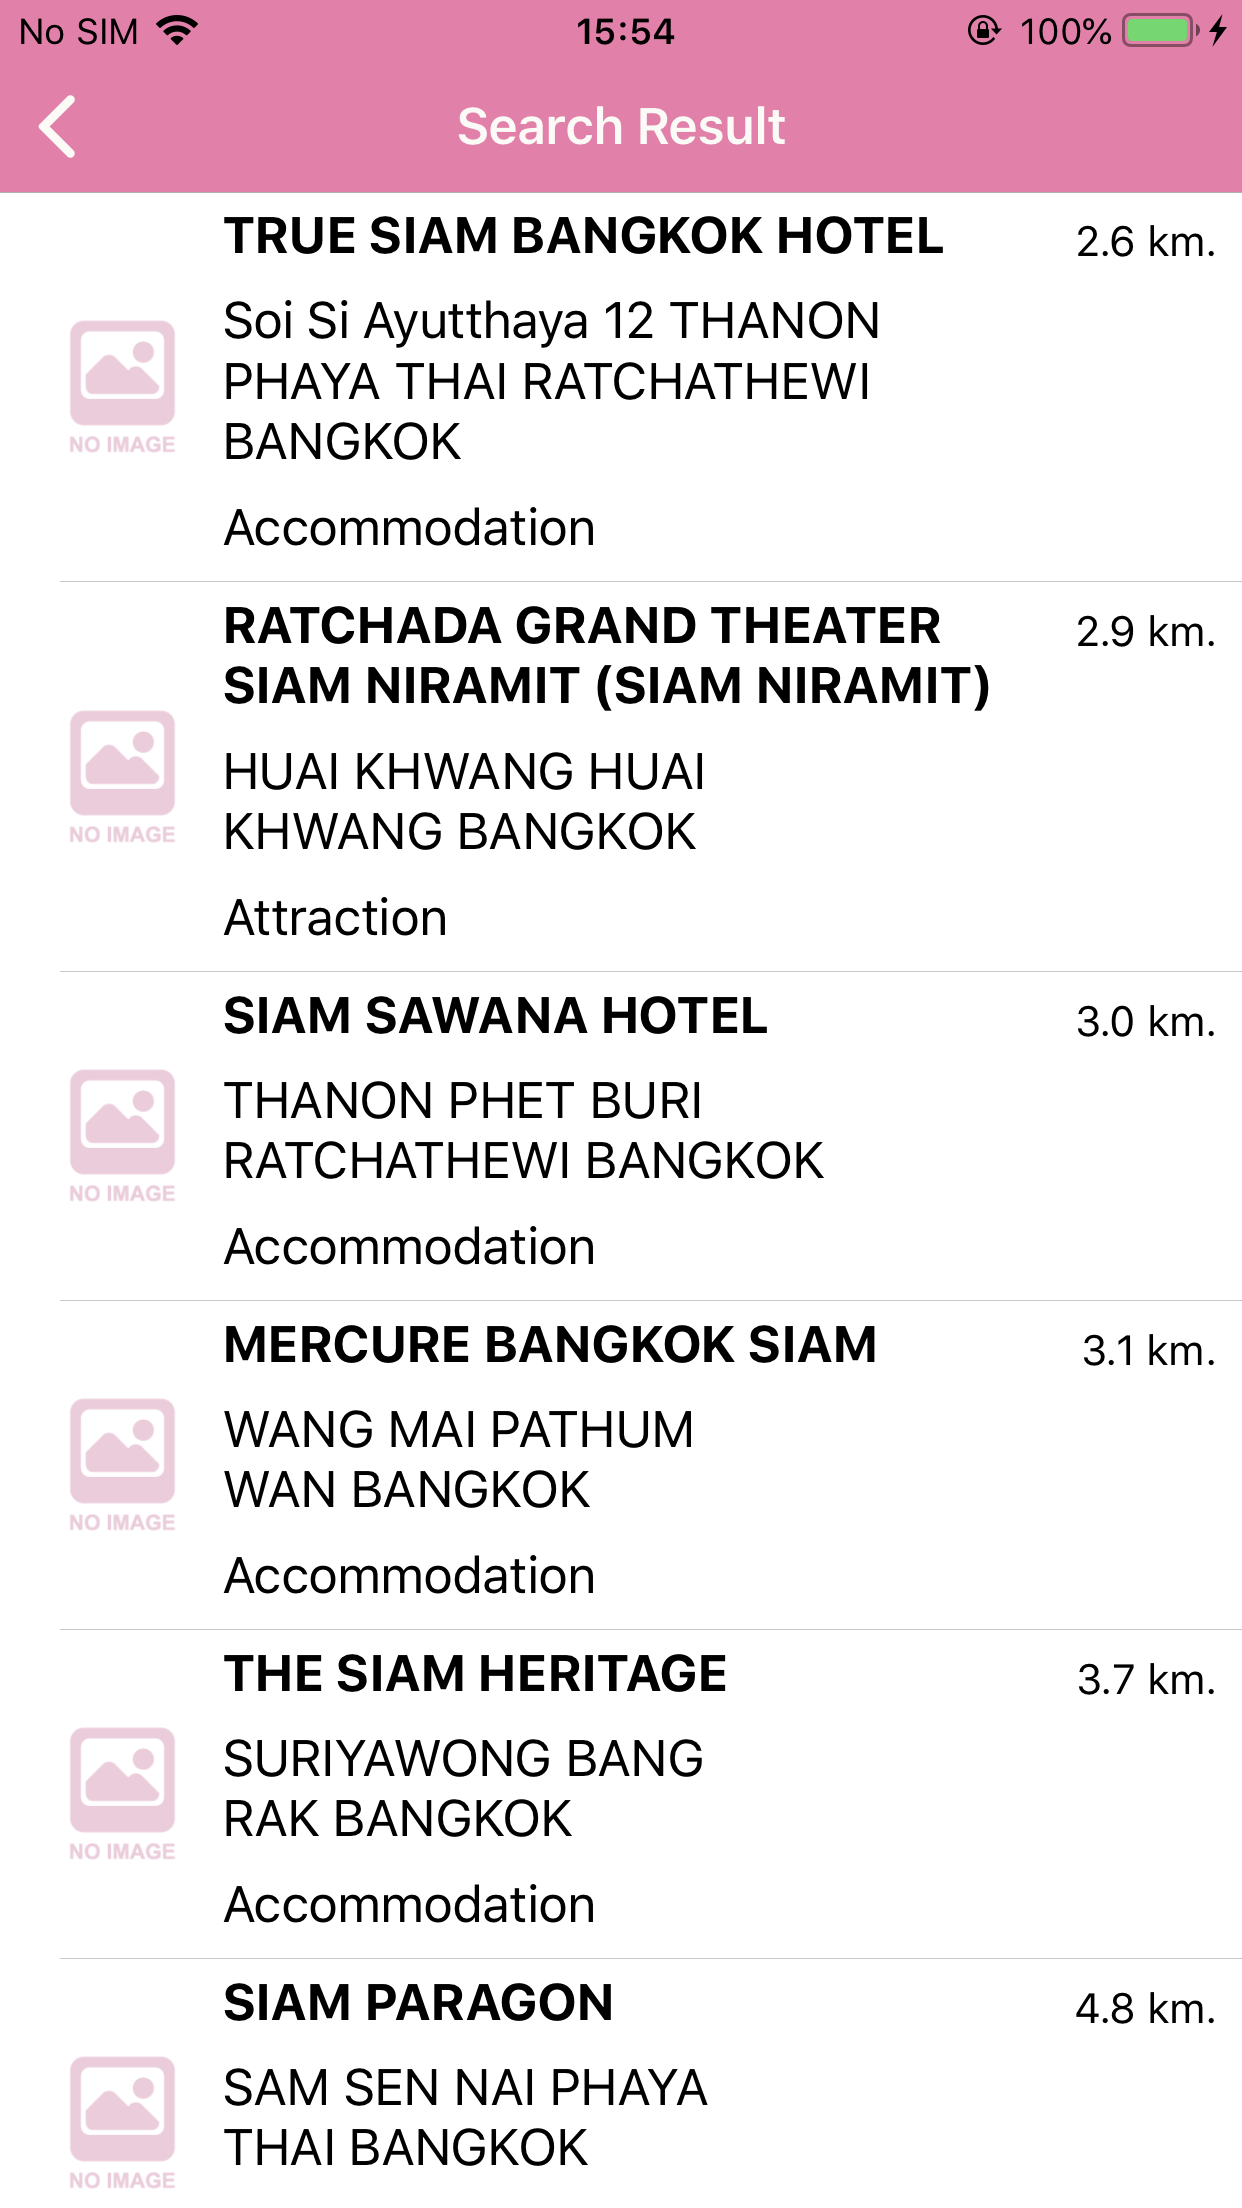 No SIM 15:54 100%
Search Result
TRUE SIAM BANGKOK HOTEL 2.6 km.
Soi Si Ayutthaya 12 THANON
PHAYA THAI RATCHATHEWI
BANGKOK
NO IMAGE
Accommodation
RATCHADA GRAND THEATER 2.9 km.
SIAM NIRAMIT (SIAM NIRAMIT)
HUAI KHWANG HUAI
KHWANG BANGKOK
NO IMAGE
Attraction
SIAM SAWANA HOTEL 3.0 km.
THANON PHET BURI
RATCHATHEWI BANGKOK
NO IMAGE
Accommodation
MERCURE BANGKOK SIAM 3.1 km.
WANG MAI PATHUM
WAN BANGKOK
NO IMAGE
Accommodation
THE SIAM HERITAGE 3.7 km.
SURIYAWONG BANG
RAK BANGKOK
NO IMAGE
Accommodation
SIAM PARAGON 4.8 km.
SAM SEN NAI PHAYA
THAI BANGKOK
NO IMAGE